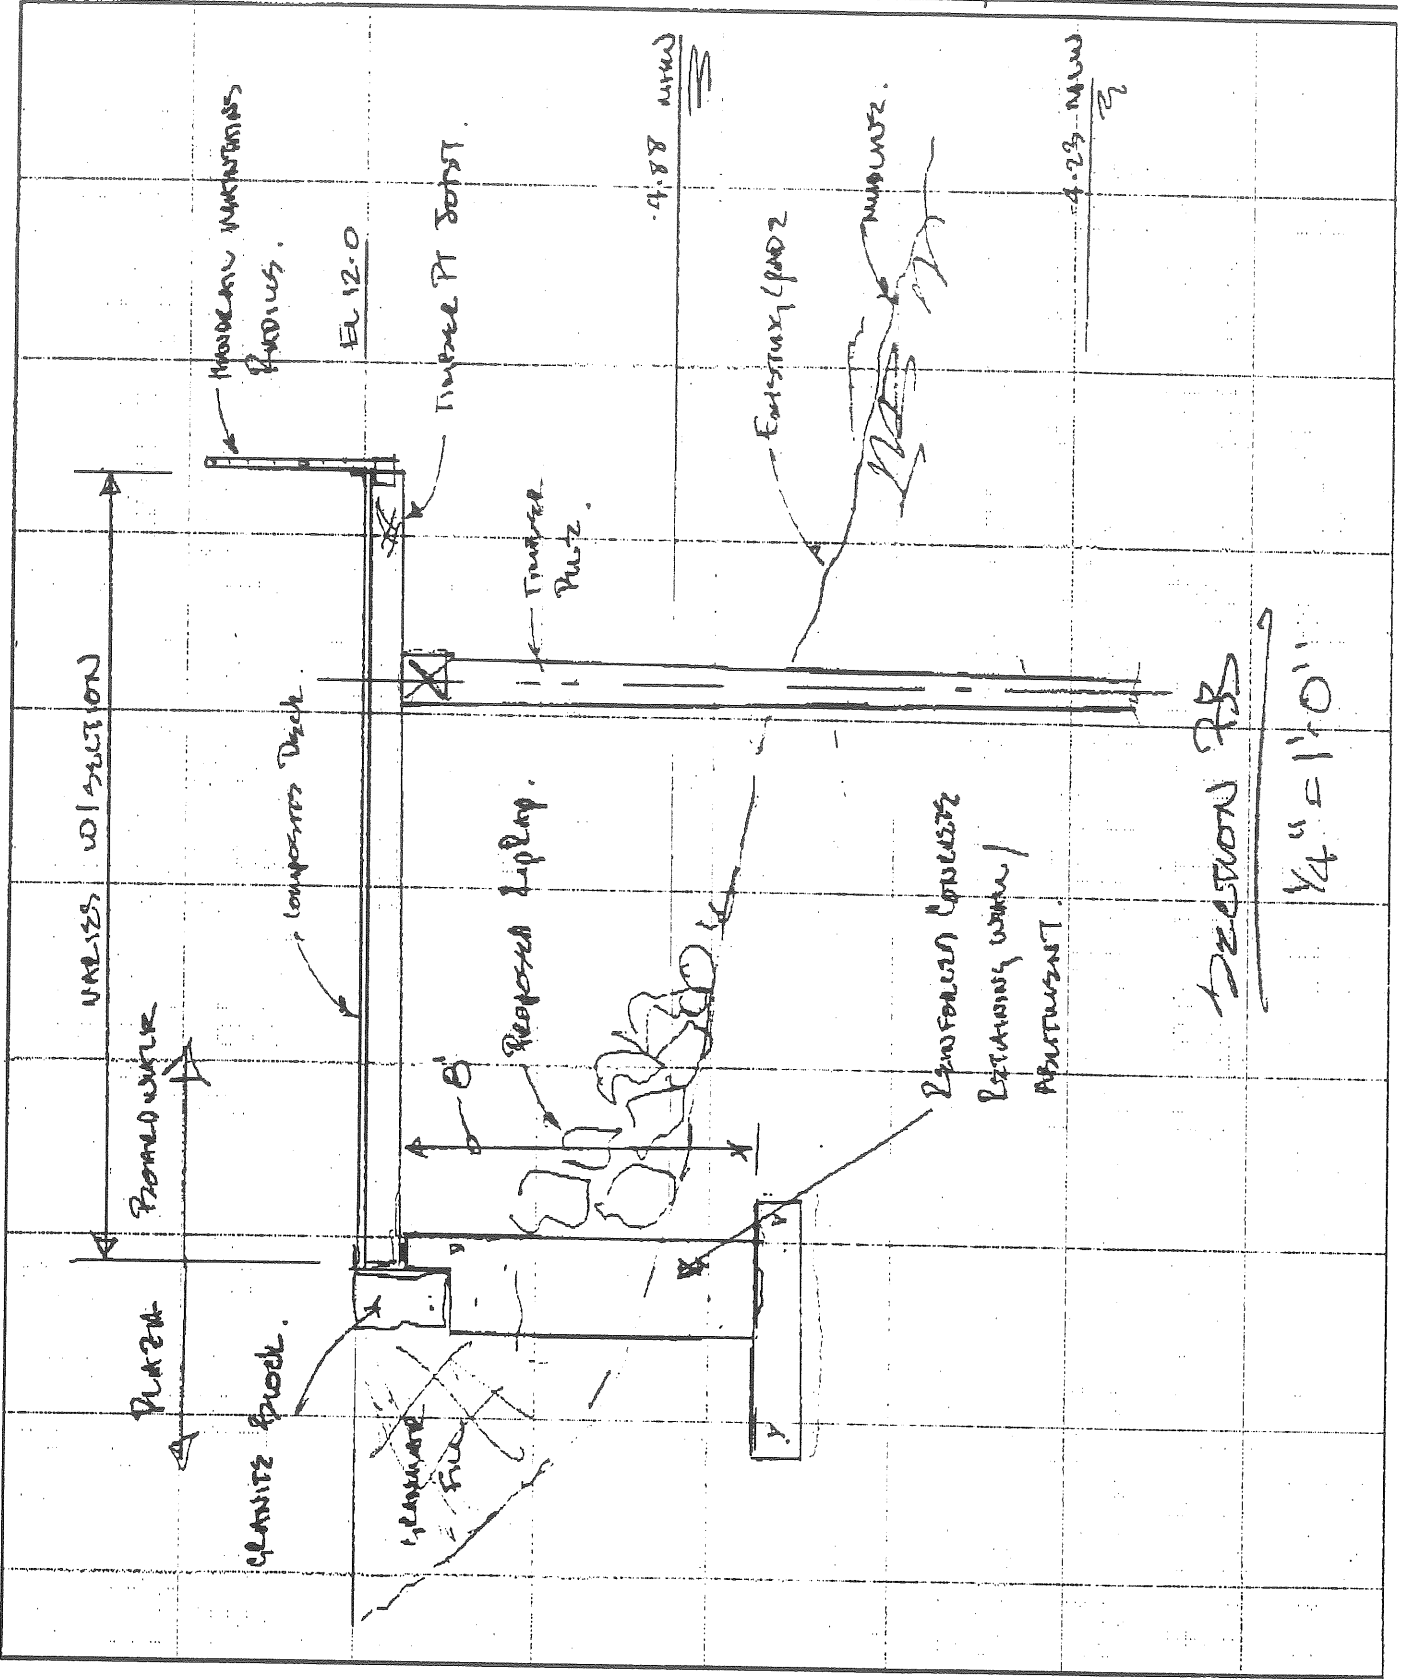 HANDRAIL MAINTAINS
RADIUS.
EL 12.0
TIMBER PT JOIST.
4.88 MHW
VARIES W/SECTION
COMPOSITE DECK.
TIMBER
PILE.
EXISTING GRADE
MUDLINE.
-4.23 MLW
PLAZA
BOARDWALK
GRANITE BLOCK.
GRANULAR
FILL
8'
PROPOSED RipRap.
REINFORCED CONCRETE
RETAINING WALL/
ABUTMENT.
SECTION
1/4" = 1'-0"